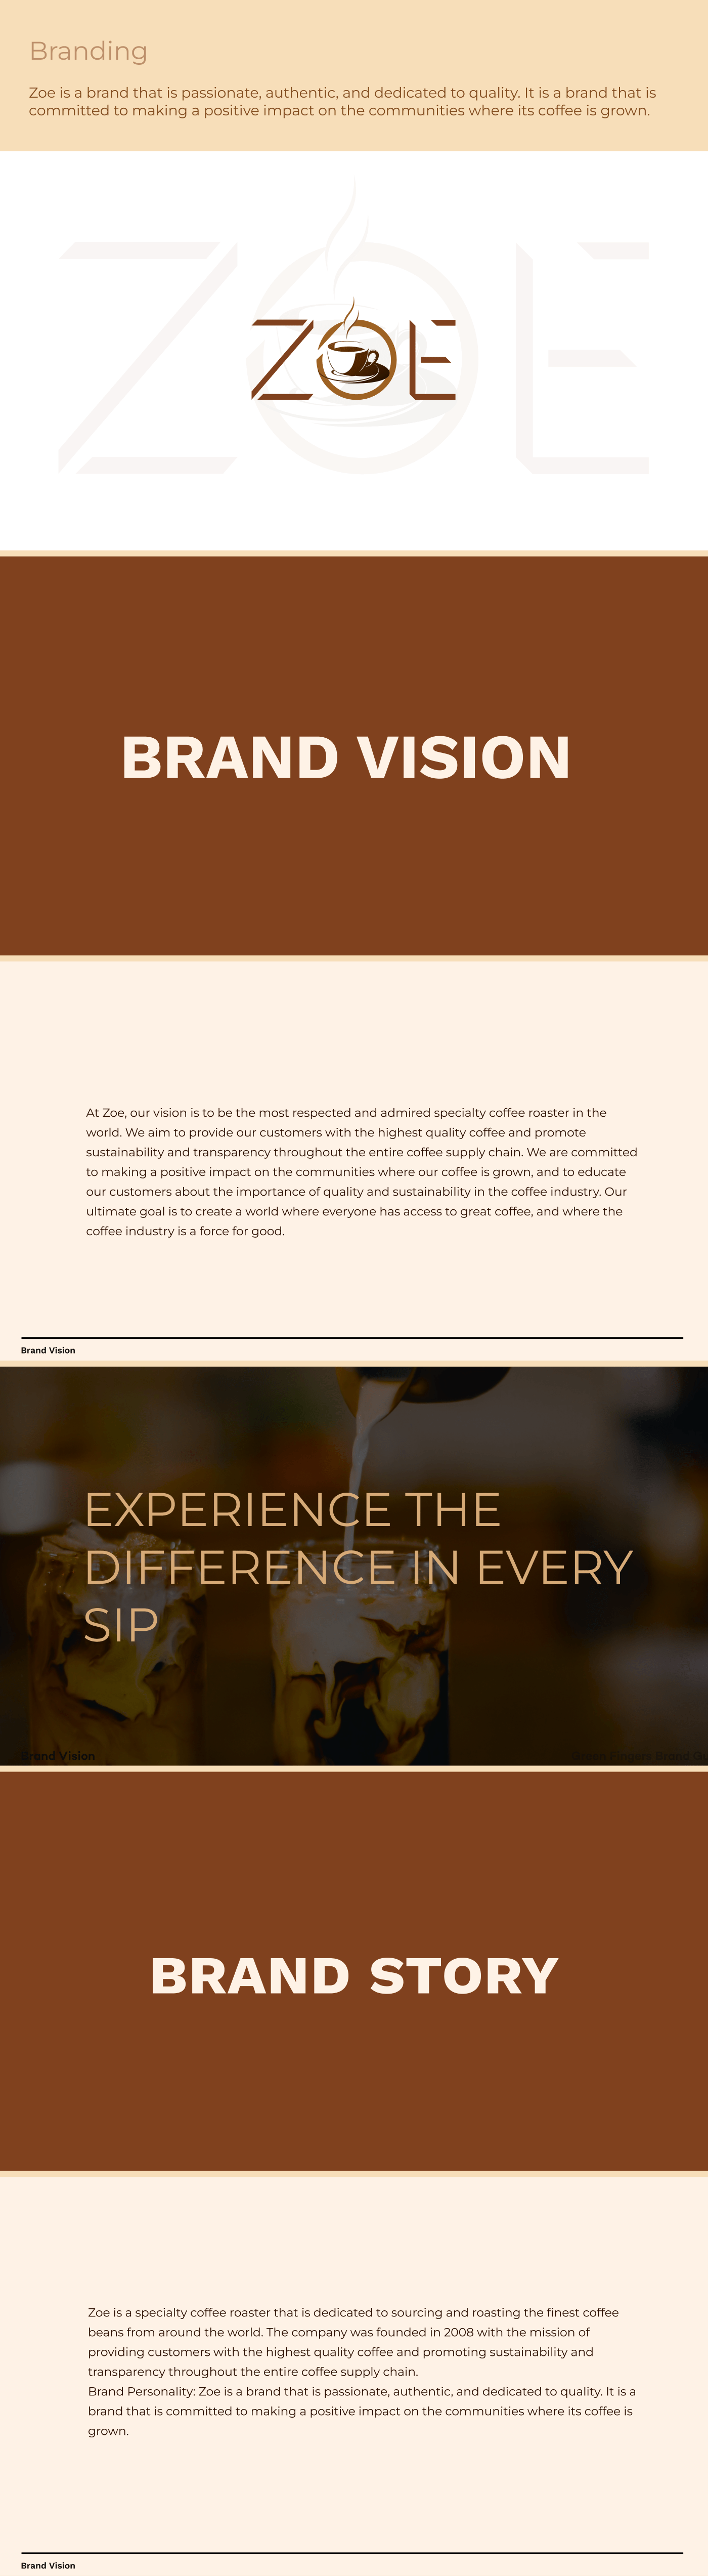 Branding
Zoe is a brand that is passionate, authentic, and dedicated to quality. It is a brand that is
committed to making a positive impact on the communities where its coffee is grown.
ZOE
BRAND VISION
At Zoe, our vision is to be the most respected and admired specialty coffee roaster in the
world. We aim to provide our customers with the highest quality coffee and promote
sustainability and transparency throughout the entire coffee supply chain. We are committed
to making a positive impact on the communities where our coffee is grown, and to educate
our customers about the importance of quality and sustainability in the coffee industry. Our
ultimate goal is to create a world where everyone has access to great coffee, and where the
coffee industry is a force for good.
Brand Vision
EXPERIENCE THE
DIFFERENCE IN EVERY
SIP
Brand Vision
Green Fingers Brand Gu
BRAND STORY
Zoe is a specialty coffee roaster that is dedicated to sourcing and roasting the finest coffee
beans from around the world. The company was founded in 2008 with the mission of
providing customers with the highest quality coffee and promoting sustainability and
transparency throughout the entire coffee supply chain.
Brand Personality: Zoe is a brand that is passionate, authentic, and dedicated to quality. It is a
brand that is committed to making a positive impact on the communities where its coffee is
grown.
Brand Vision